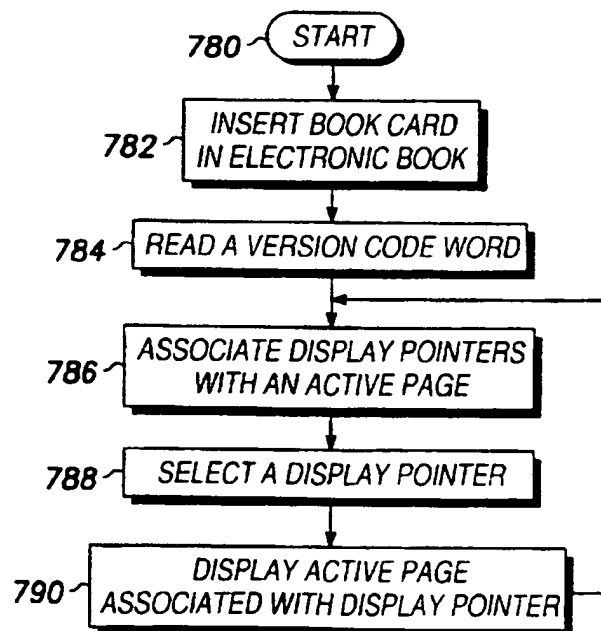 780 START
782 INSERT BOOK CARD
IN ELECTRONIC BOOK
784 READ A VERSION CODE WORD
786 ASSOCIATE DISPLAY POINTERS
WITH AN ACTIVE PAGE
788 SELECT A DISPLAY POINTER
790 DISPLAY ACTIVE PAGE
ASSOCIATED WITH DISPLAY POINTER